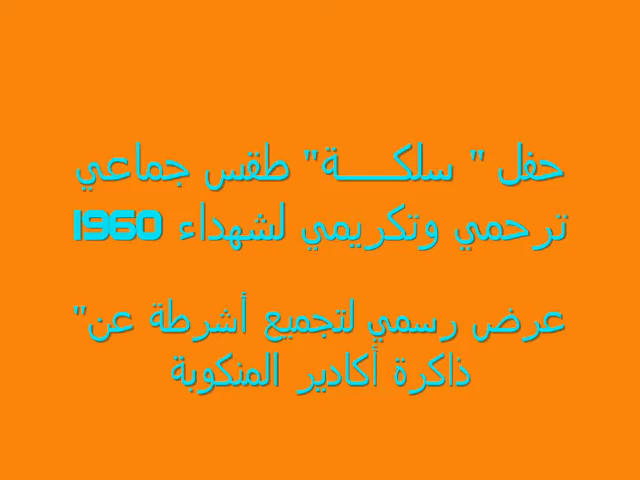 حفل " سلكـــــة" طقس جماعي
ترحمي وتكريمي لشهداء 1960
عرض رسمي لتجميع أشرطة عن"
ذاكرة أكادير المنكوبة